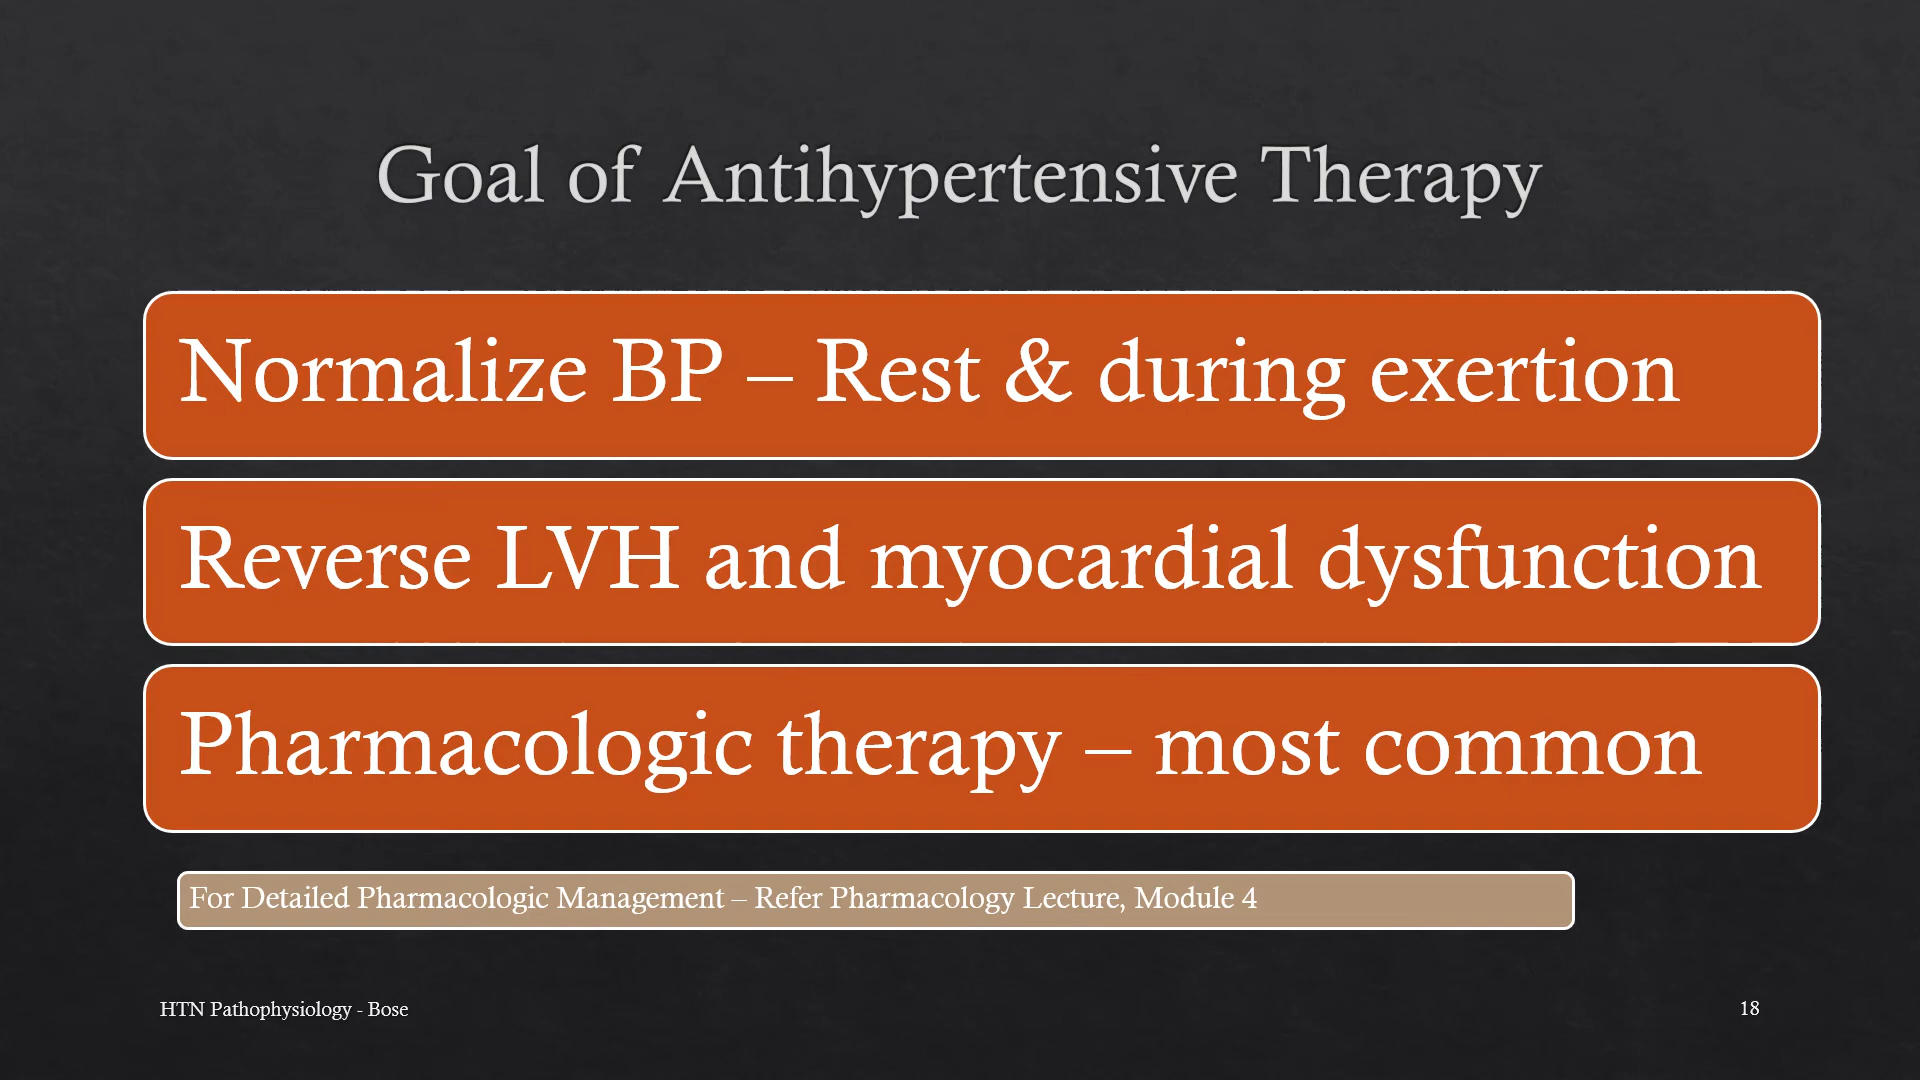 Goal of Antihypertensive Therapy
Normalize BP – Rest & during exertion
Reverse LVH and myocardial dysfunction
Pharmacologic therapy – most common
For Detailed Pharmacologic Management – Refer Pharmacology Lecture, Module 4
HTN Pathophysiology - Bose
18